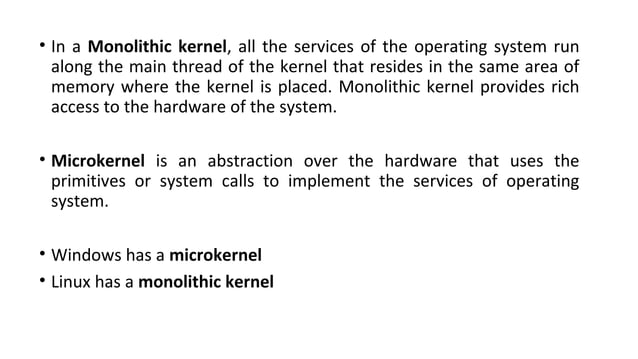 • In a Monolithic kernel, all the services of the operating system run
along the main thread of the kernel that resides in the same area of
memory where the kernel is placed. Monolithic kernel provides rich
access to the hardware of the system.
• Microkernel is an abstraction over the hardware that uses the
primitives or system calls to implement the services of operating
system.
• Windows has a microkernel
• Linux has a monolithic kernel